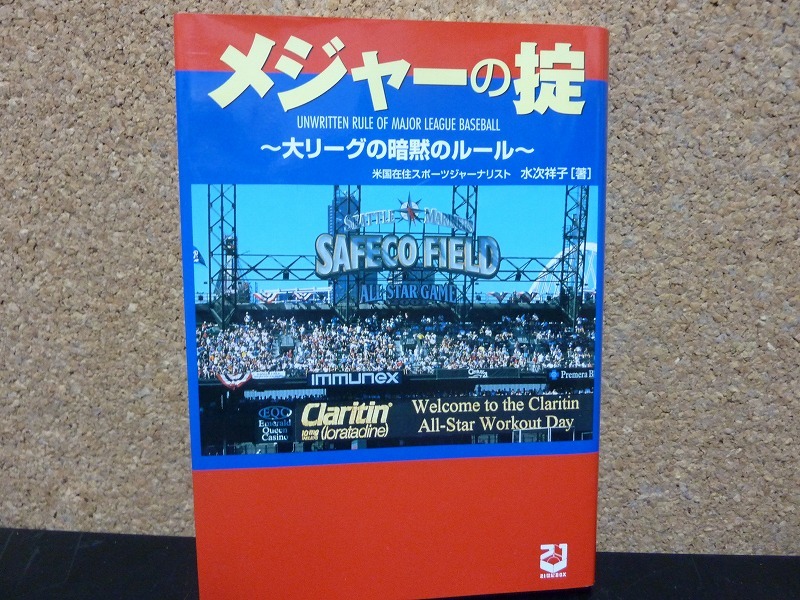 メジャーの掟
UNWRITTEN RULE OF MAJOR LEAGUE BASEBALL
～大リーグの暗黙のルール～
米国在住スポーツジャーナリスト 水次祥子[著]
SEATTLE MARINERS
SAFECO FIELD
ALL-STAR GAME
immunex
Premera B
EQC
Emerald
Queen
Casino
Claritin
10 mg
(loratadine)
Welcome to the Claritin
All-Star Workout Day